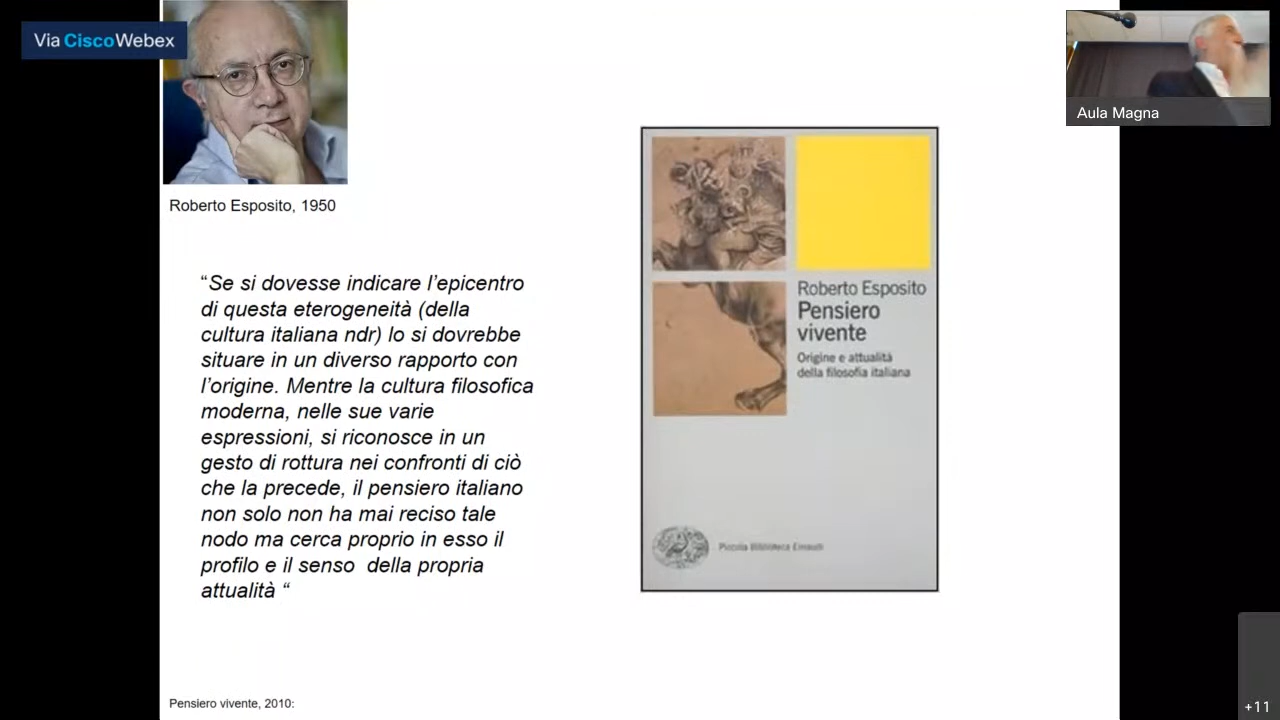 Via Cisco Webex
Aula Magna
Roberto Esposito, 1950
“Se si dovesse indicare l’epicentro
di questa eterogeneità (della
cultura italiana ndr) lo si dovrebbe
situare in un diverso rapporto con
l’origine. Mentre la cultura filosofica
moderna, nelle sue varie
espressioni, si riconosce in un
gesto di rottura nei confronti di ciò
che la precede, il pensiero italiano
non solo non ha mai reciso tale
nodo ma cerca proprio in esso il
profilo e il senso  della propria
attualità “
Roberto Esposito
Pensiero
vivente
Origine e attualità
della filosofia italiana
Piccola Biblioteca Einaudi
Pensiero vivente, 2010:
+11